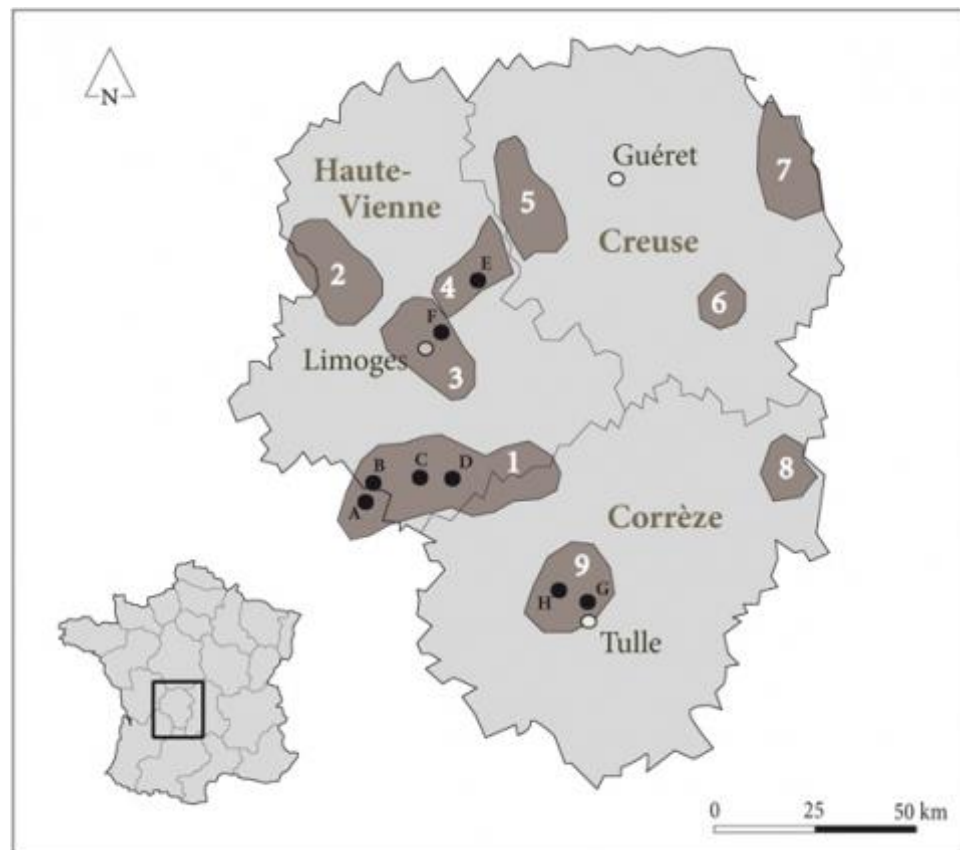 N
Haute-
Vienne
Guéret
7
5
Creuse
2
E
4
6
F
Limoges
3
1
B
C
D
8
A
Corrèze
9
H
G
Tulle
0 25 50 km